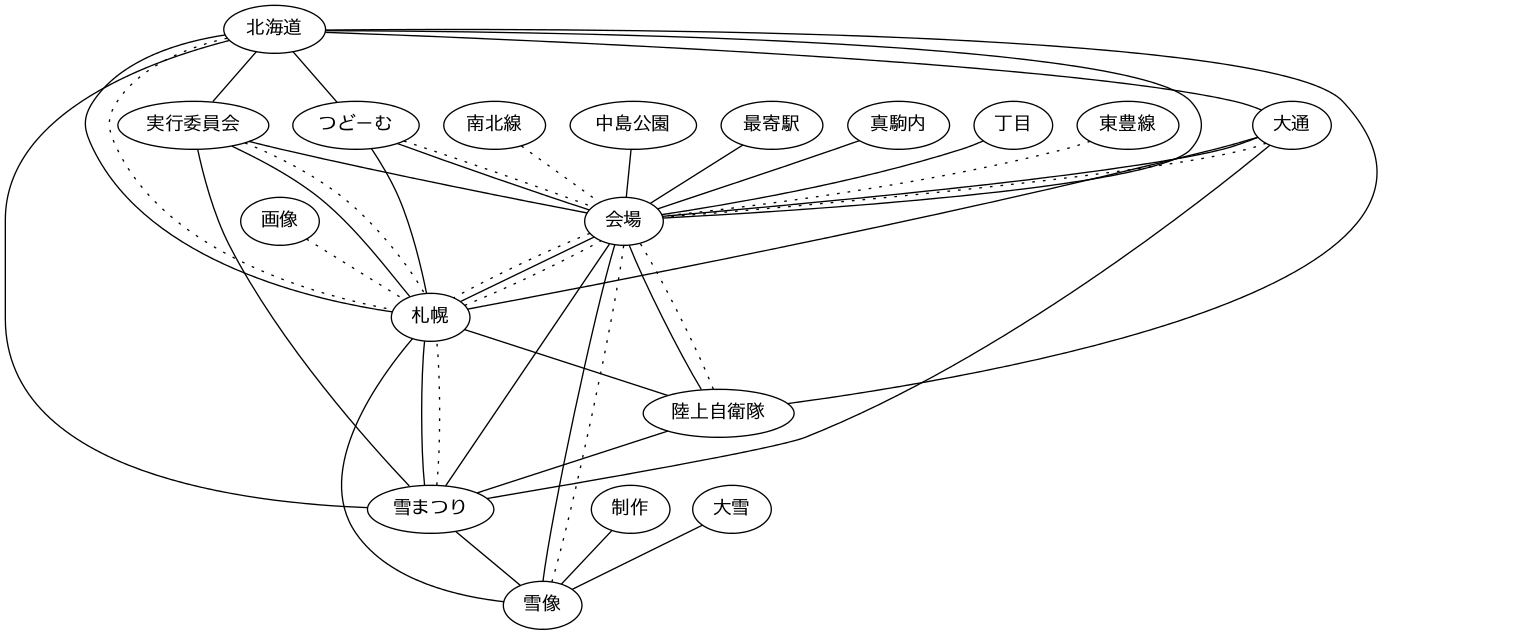 北海道
実行委員会
つどーむ
南北線
中島公園
最寄駅
真駒内
丁目
東豊線
大通
画像
会場
札幌
陸上自衛隊
雪まつり
制作
大雪
雪像